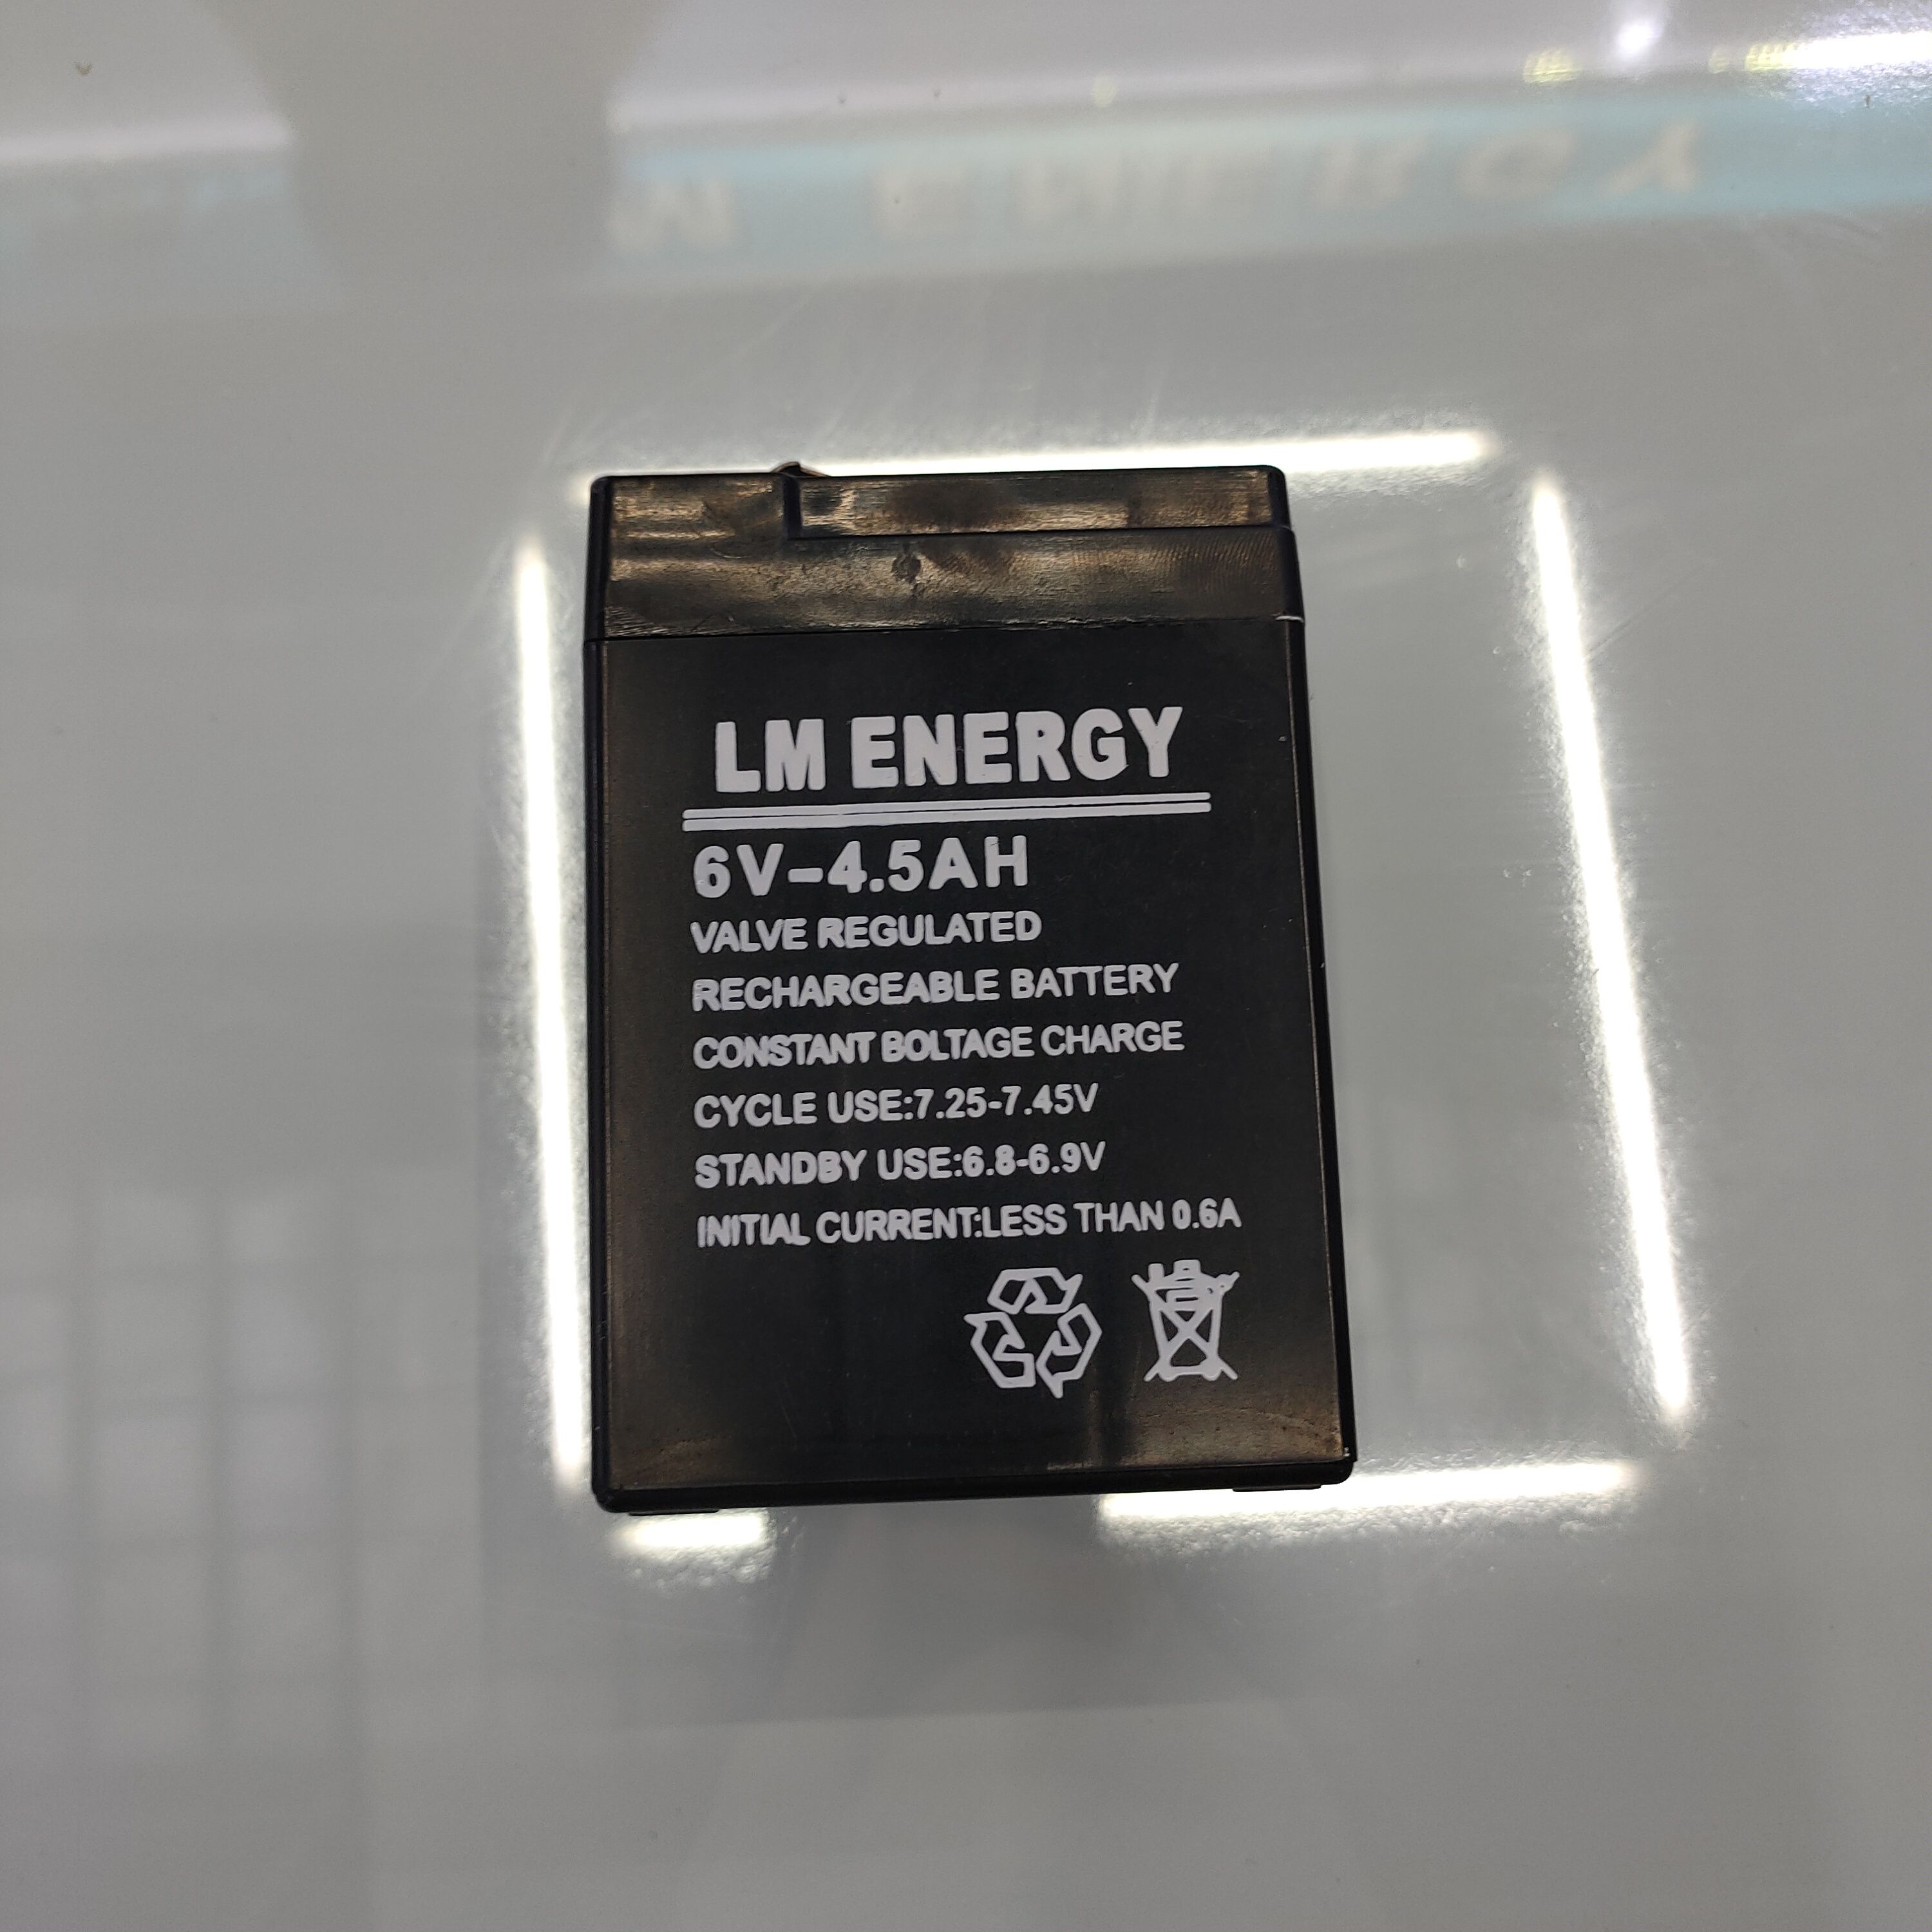 LM ENERGY
6V-4.5AH
VALVE REGULATED
RECHARGEABLE BATTERY
CONSTANT BOLTAGE CHARGE
CYCLE USE:7.25-7.45V
STANDBY USE:6.8-6.9V
INITIAL CURRENT:LESS THAN 0.6A